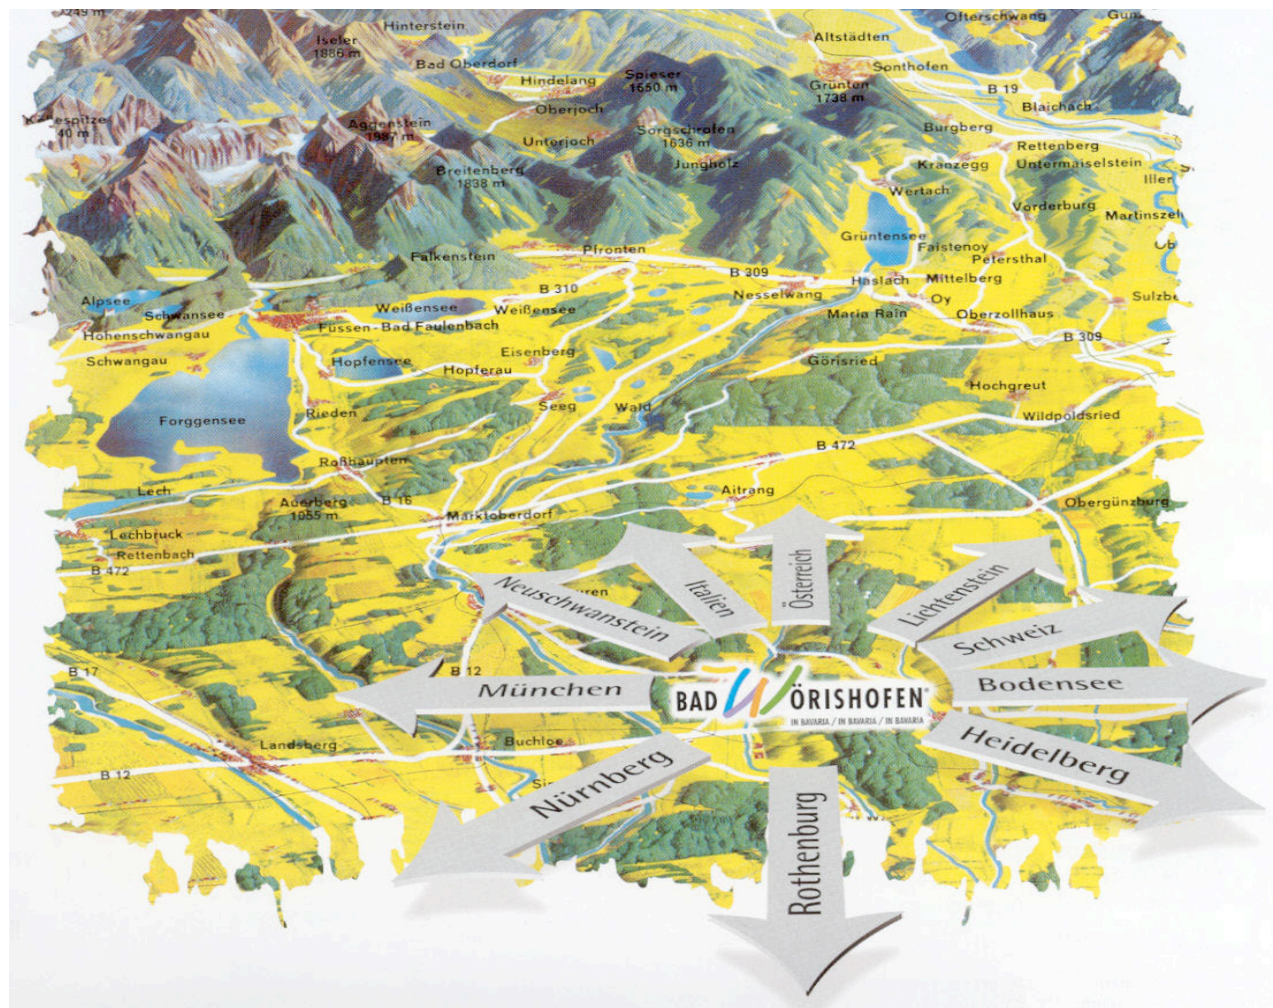 Hinterstein
Ofterschwang
Iseler
1886 m
Altstädten
Bad Oberdorf
Sonthofen
Hindelang
Spieser
1650 m
Grünten
1738 m
B 19
Oberjoch
Blaichach
40 m
Aggenstein
1987 m
Unterjoch
Sorgschrofen
1636 m
Burgberg
Rettenberg
Breitenberg
1838 m
Jungholz
Kranzegg
Untermaiselstein
Iller
Wertach
Vorderburg
Grüntensee
Faistenoy
Petersthal
Falkenstein
Pfronten
B 309
Haslach
Mittelberg
B 310
Nesselwang
Oy
Alpsee
Schwansee
Weißensee
Weißensee
Maria Rain
Oberzollhaus
Hohenschwangau
Füssen - Bad Faulenbach
B 309
Schwangau
Hopfensee
Eisenberg
Hopferau
Görisried
Hochgreut
Forggensee
Rieden
Seeg
Wald
Wildpoldsried
B 472
Roßhaupten
Lech
B 16
Aitrang
Obergünzburg
Auerberg
1055 m
Marktoberdorf
Lechbruck
Rettenbach
B 472
Neuschwanstein
Italien
Österreich
Lichtenstein
Schweiz
B 17
B 12
München
BAD WÖRISHOFEN®
IN BAVARIA / IN BAVARIA / IN BAVARIA
Bodensee
Landsberg
Buchloe
B 12
Nürnberg
Heidelberg
Rothenburg